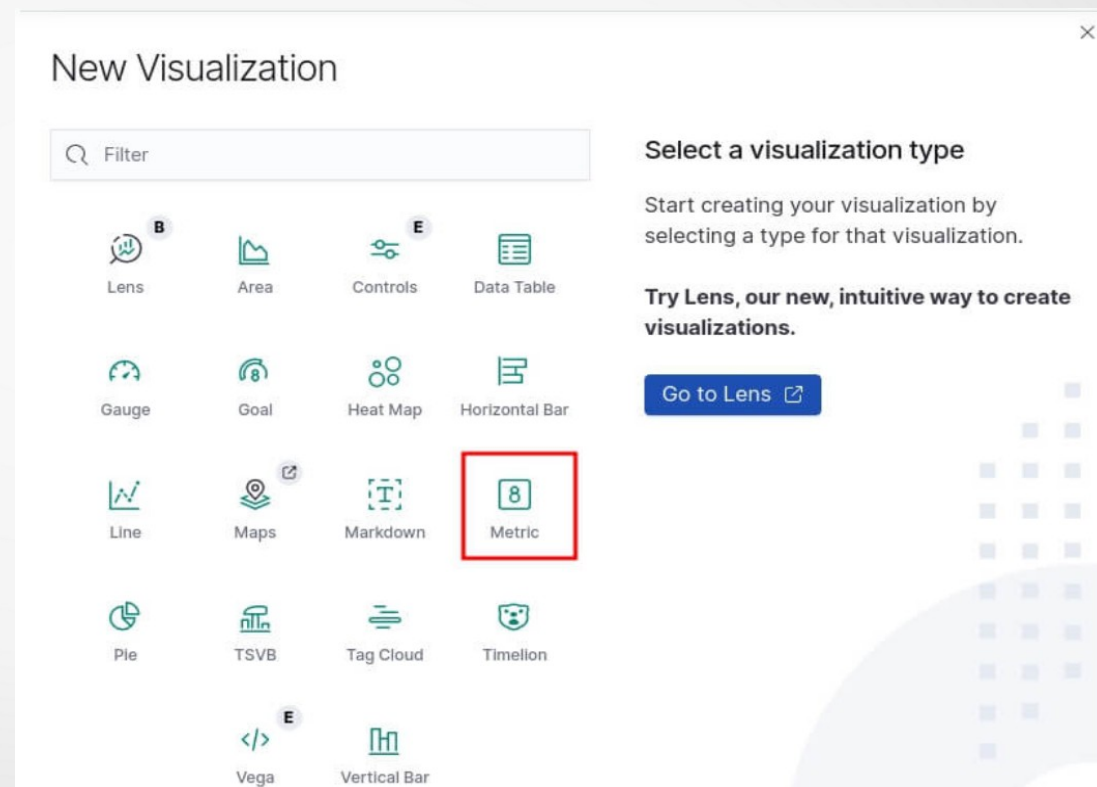 New Visualization
Filter
Select a visualization type
Start creating your visualization by
selecting a type for that visualization.
Try Lens, our new, intuitive way to create
visualizations.
Go to Lens
B
E
Lens
Area
Controls
Data Table
8
Gauge
Goal
Heat Map
Horizontal Bar
T
8
Line
Maps
Markdown
Metric
Pie
TSVB
Tag Cloud
Timelion
E
</>
Vega
Vertical Bar